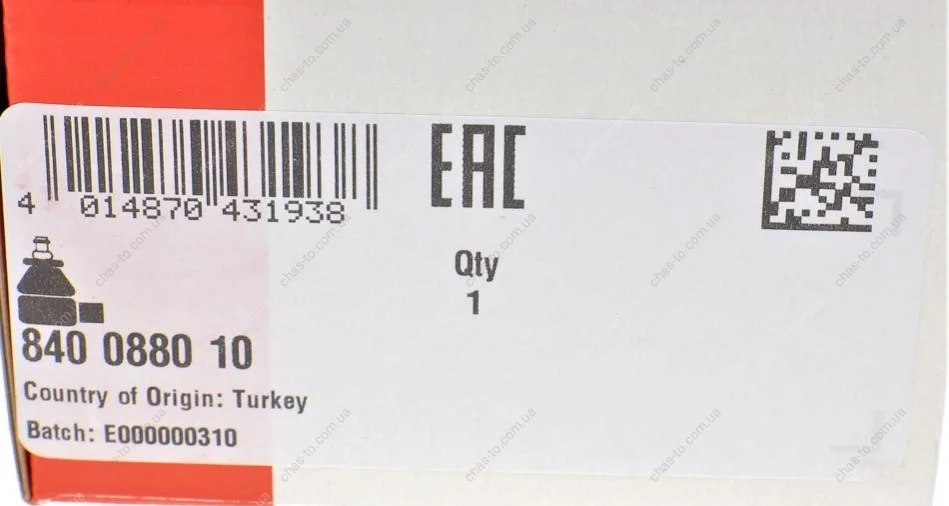 4 014870 431938
EAC
Qty
1
840 0880 10
Country of Origin: Turkey
Batch: E000000310
chas-to.com.ua